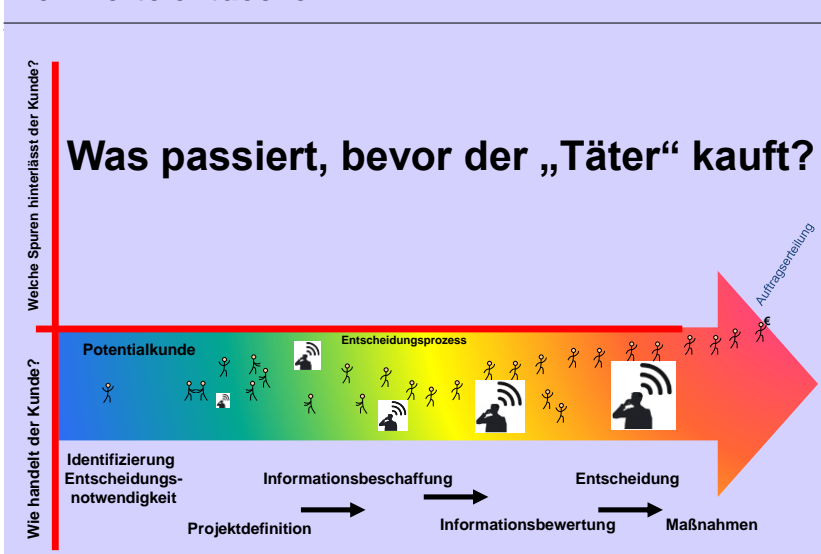 Was passiert, bevor der „Täter“ kauft?
Welche Spuren hinterlässt der Kunde?
Wie handelt der Kunde?
Auftragserteilung
€
Potentialkunde
Entscheidungsprozess
Identifizierung
Entscheidungs-
notwendigkeit
Projektdefinition
Informationsbeschaffung
Informationsbewertung
Entscheidung
Maßnahmen